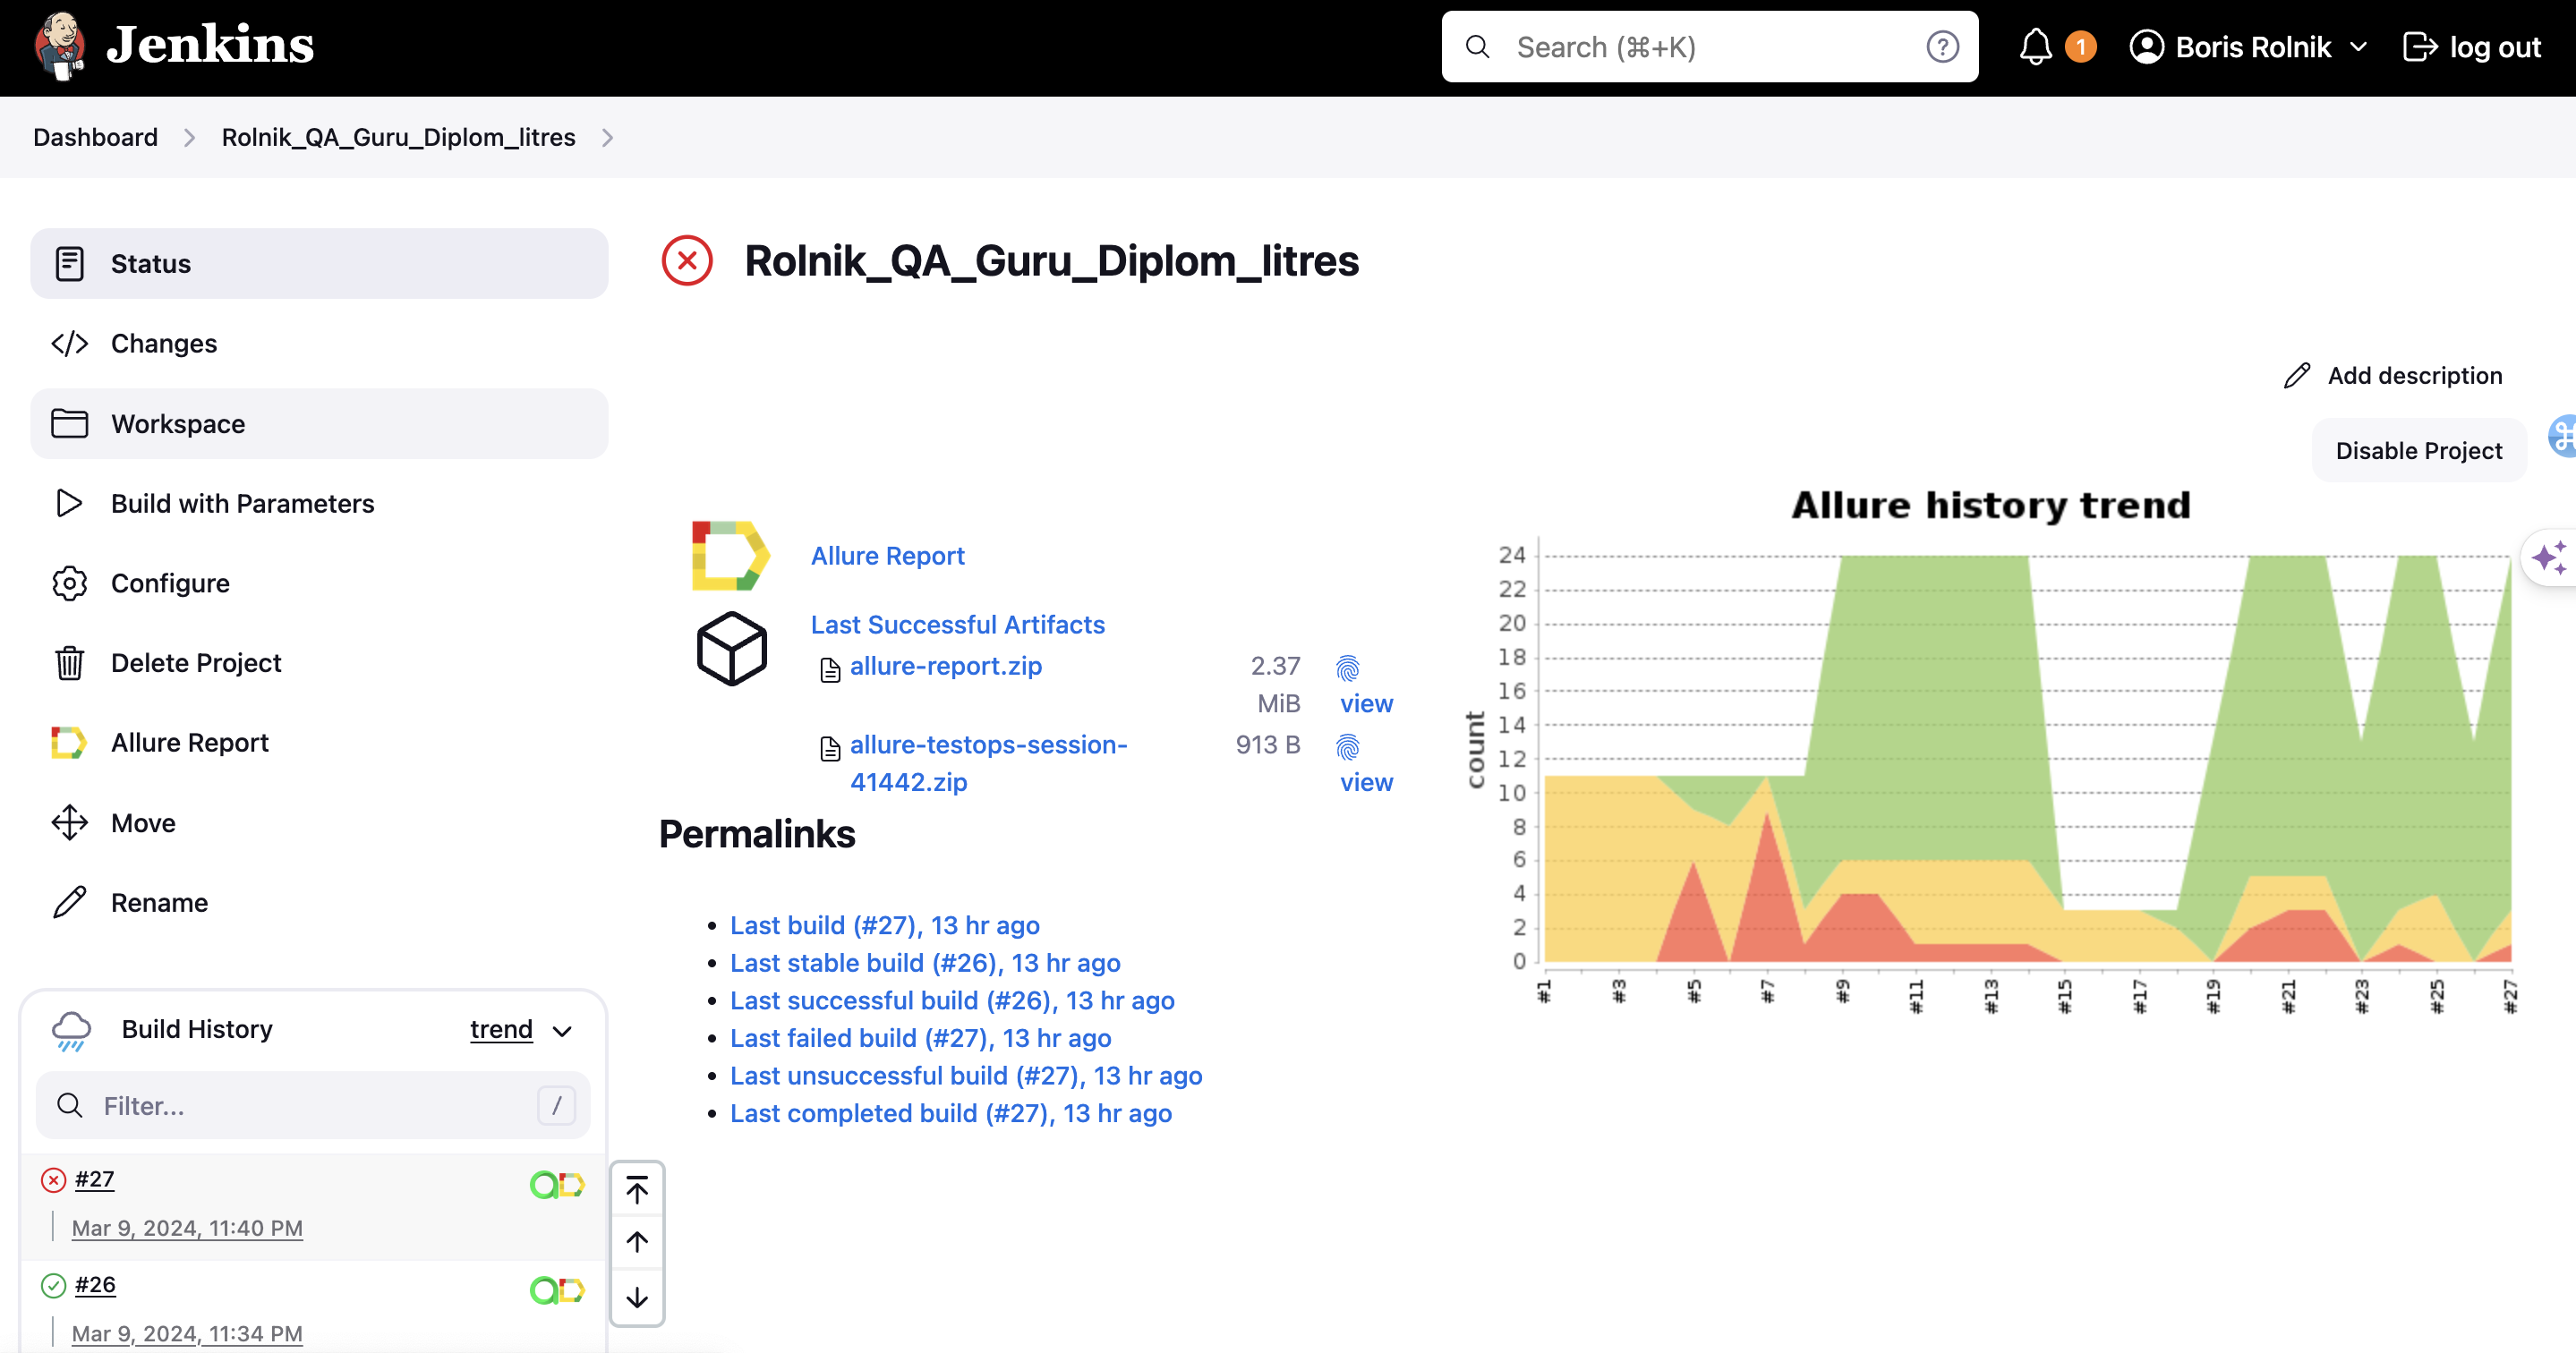 Jenkins
Search (⌘+K)
1
Boris Rolnik
log out
Dashboard
Rolnik_QA_Guru_Diplom_litres
Status
Changes
Workspace
Build with Parameters
Configure
Delete Project
Allure Report
Move
Rename
Build History
trend
Filter...
/
#27
Mar 9, 2024, 11:40 PM
#26
Mar 9, 2024, 11:34 PM
Rolnik_QA_Guru_Diplom_litres
Add description
Disable Project
Allure Report
Last Successful Artifacts
allure-report.zip
2.37
MiB
view
allure-testops-session-
41442.zip
913 B
view
Permalinks
Last build (#27), 13 hr ago
Last stable build (#26), 13 hr ago
Last successful build (#26), 13 hr ago
Last failed build (#27), 13 hr ago
Last unsuccessful build (#27), 13 hr ago
Last completed build (#27), 13 hr ago
Allure history trend
count
24
22
20
18
16
14
12
10
8
6
4
2
0
#1
#3
#5
#7
#9
#11
#13
#15
#17
#19
#21
#23
#25
#27